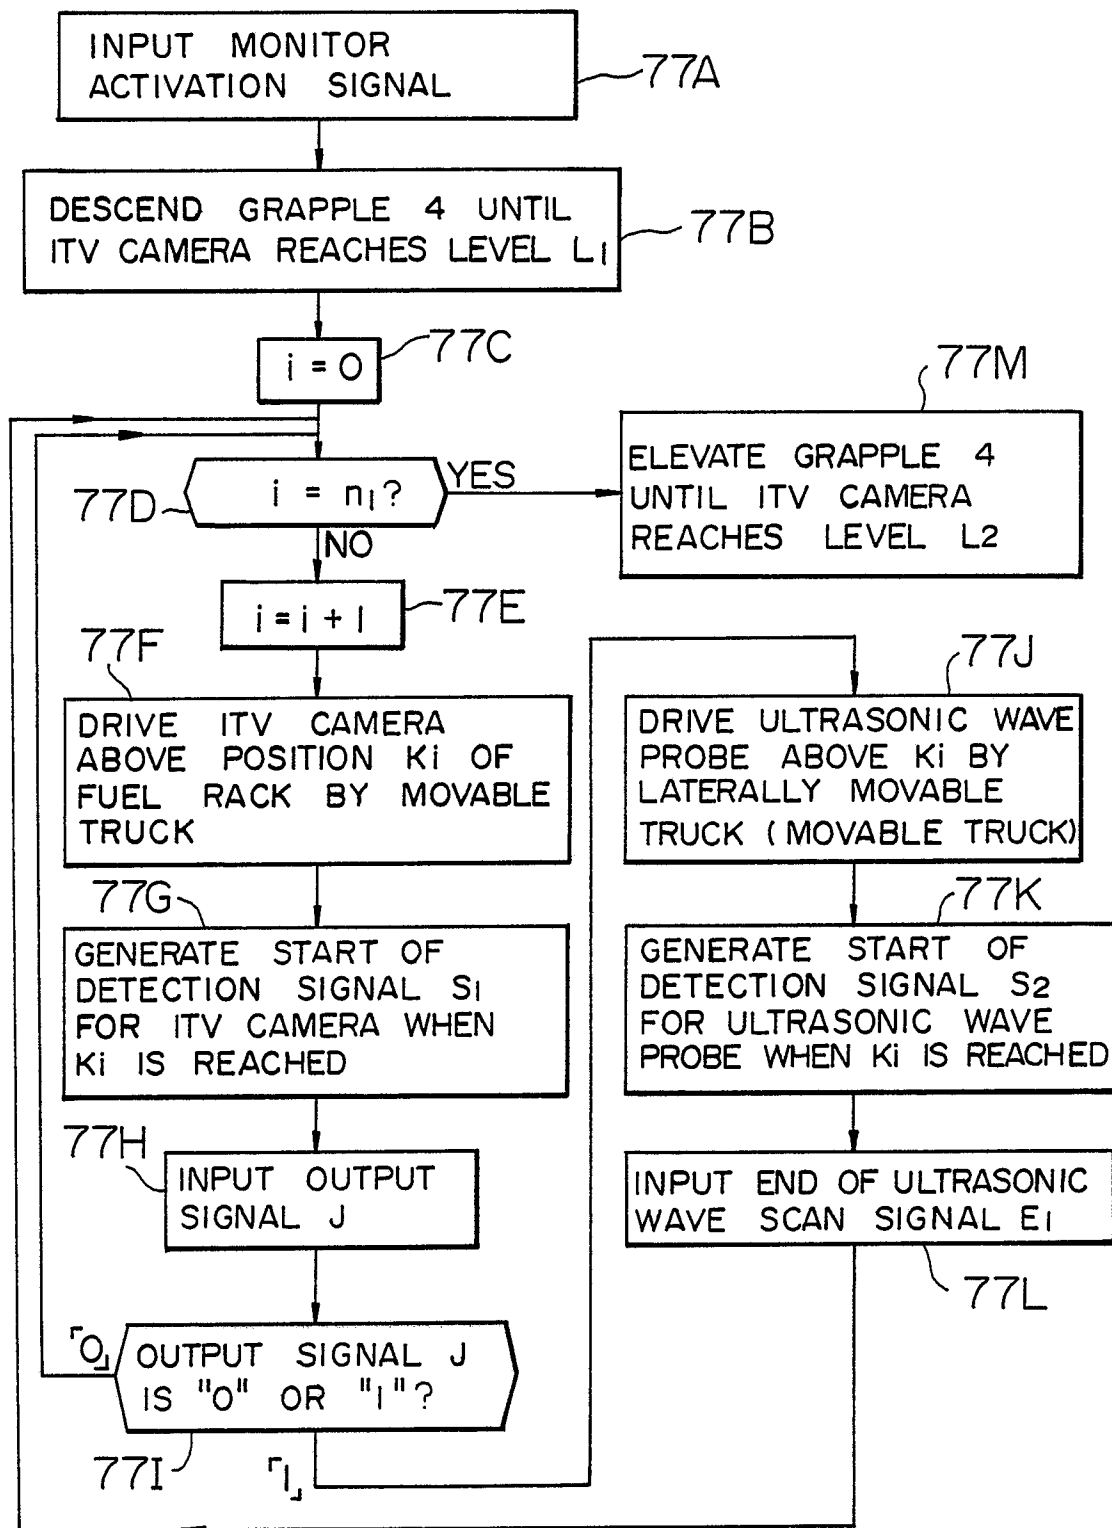 INPUT MONITOR
ACTIVATION SIGNAL
77A
DESCEND GRAPPLE 4 UNTIL
ITV CAMERA REACHES LEVEL L1
77B
i = 0
77C
i = n1?
77D
YES
NO
77M
ELEVATE GRAPPLE 4
UNTIL ITV CAMERA
REACHES LEVEL L2
i = i + 1
77E
77F
DRIVE ITV CAMERA
ABOVE POSITION Ki OF
FUEL RACK BY MOVABLE
TRUCK
77G
GENERATE START OF
DETECTION SIGNAL S1
FOR ITV CAMERA WHEN
Ki IS REACHED
77H
INPUT OUTPUT
SIGNAL J
「0」
OUTPUT SIGNAL J
IS "0" OR "1"?
77I
「1」
77J
DRIVE ULTRASONIC WAVE
PROBE ABOVE Ki BY
LATERALLY MOVABLE
TRUCK (MOVABLE TRUCK)
77K
GENERATE START OF
DETECTION SIGNAL S2
FOR ULTRASONIC WAVE
PROBE WHEN Ki IS REACHED
INPUT END OF ULTRASONIC
WAVE SCAN SIGNAL E1
77L